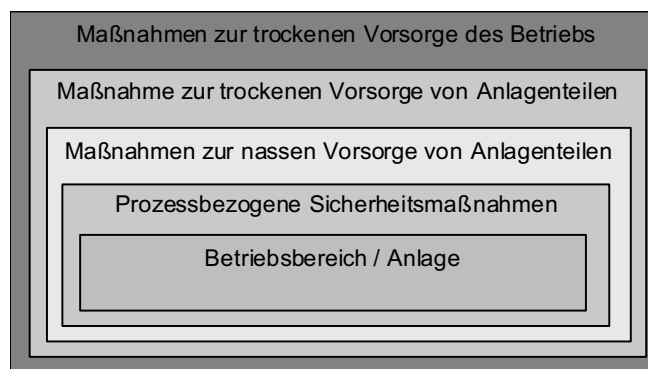 Maßnahmen zur trockenen Vorsorge des Betriebs
Maßnahme zur trockenen Vorsorge von Anlagenteilen
Maßnahmen zur nassen Vorsorge von Anlagenteilen
Prozessbezogene Sicherheitsmaßnahmen
Betriebsbereich / Anlage